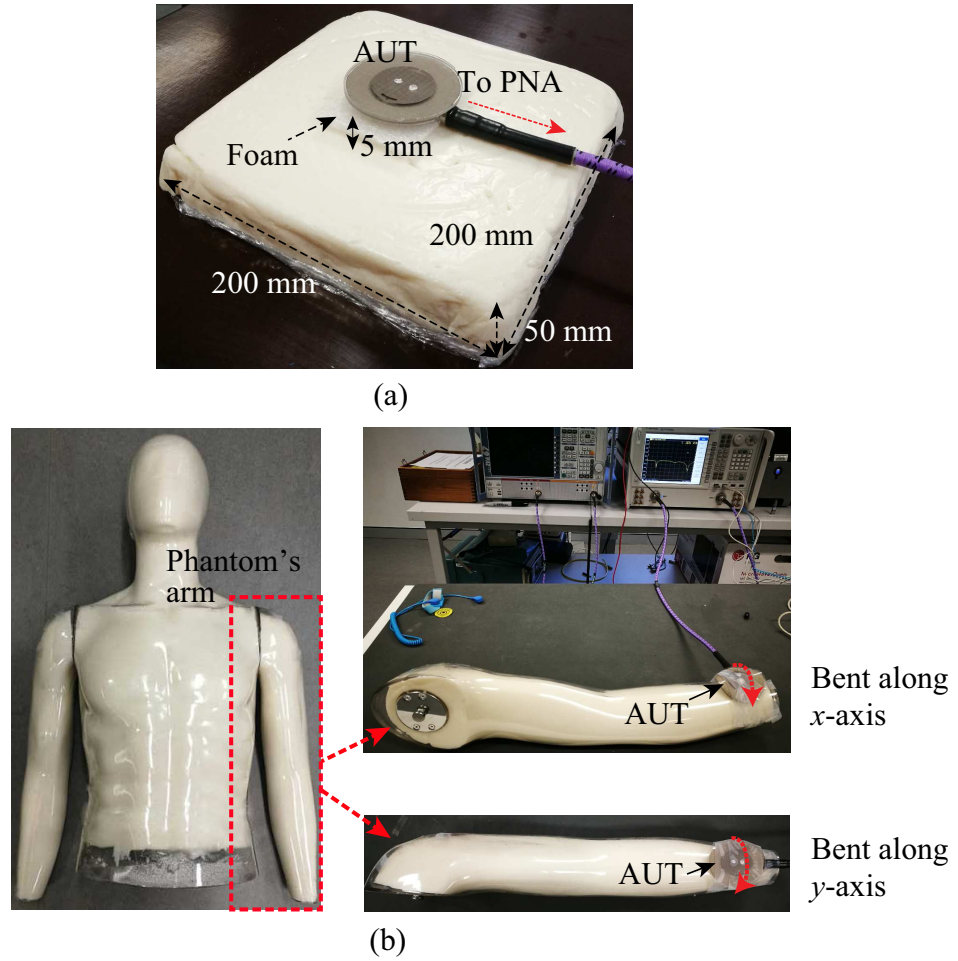 AUT
To PNA
Foam
5 mm
200 mm
200 mm
50 mm
(a)
Phantom’s
arm
AUT
Bent along
x-axis
AUT
Bent along
y-axis
(b)